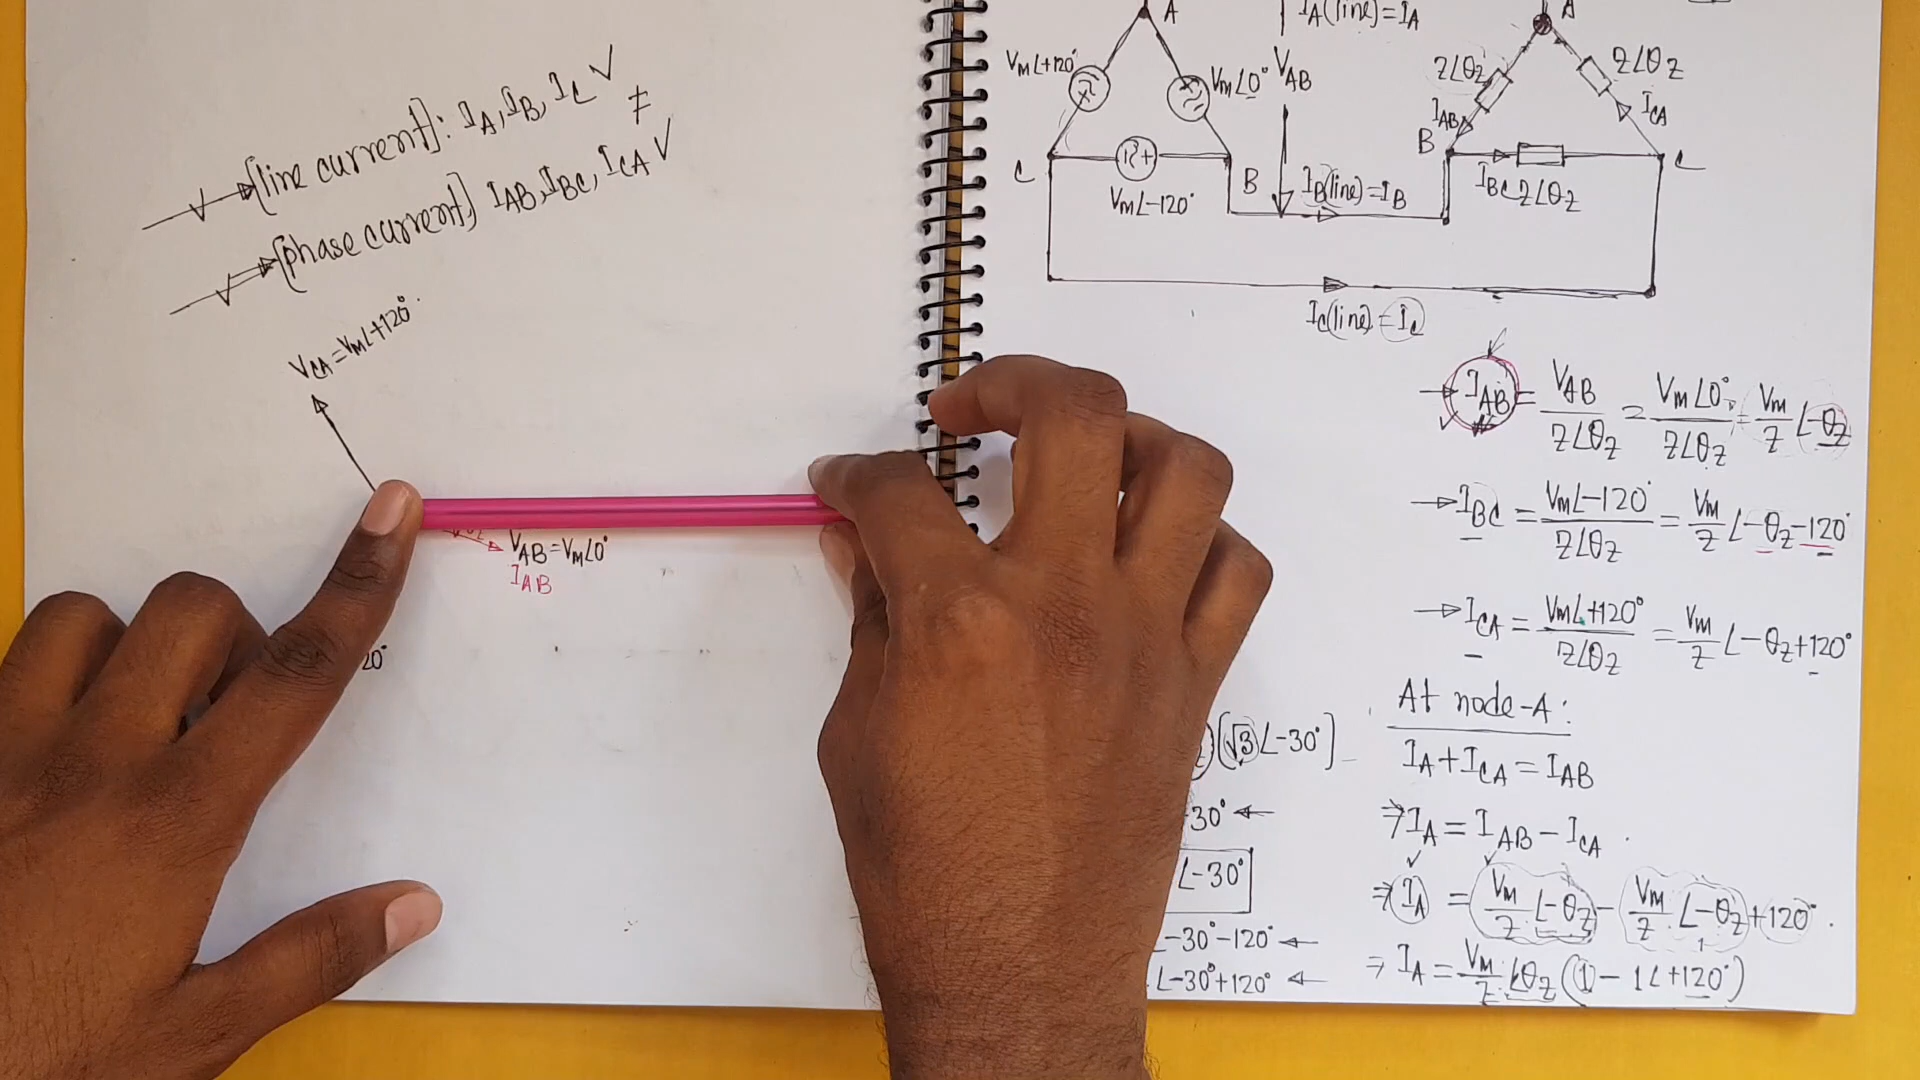 [line current]: IA, IB, IC ✓
≠
[phase current] IAB, IBC, ICA ✓
VCA=VM∠+120°
VAB=VM∠0°
IAB
20°
A
IA(line)=IA
A
VM∠+120°
VM∠0°
VAB
Z∠θZ
Z∠θZ
IAB
ICA
C
B
VM∠-120°
IB(line)=IB
B
IBC Z∠θZ
C
IC(line)=IC
→ IAB = VAB / Z∠θZ = VM∠0° / Z∠θZ = VM/Z ∠-θZ
→ IBC = VM∠-120° / Z∠θZ = VM/Z ∠-θZ-120°
→ ICA = VM∠+120° / Z∠θZ = VM/Z ∠-θZ+120°
At node-A:
IA+ICA=IAB
⇒ IA = IAB - ICA
⇒ IA = VM/Z ∠-θZ - VM/Z ∠-θZ+120°
⇒ IA = VM/Z ∠θZ (1 - 1∠+120°)
(√3∠-30°)
-30° ←
∠-30°
∠-30°-120° ←
∠-30°+120° ←